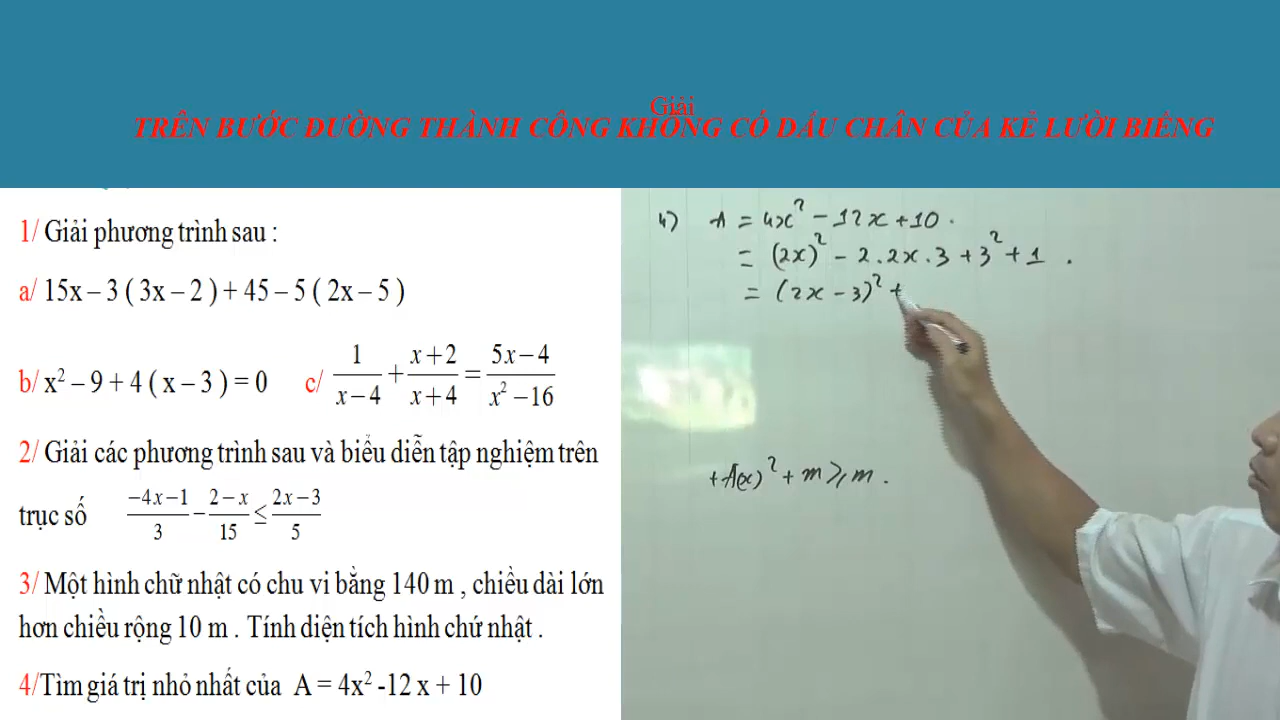 Giải
TRÊN BƯỚC ĐƯỜNG THÀNH CÔNG KHÔNG CÓ DẤU CHÂN CỦA KẺ LƯỜI BIẾNG
1/ Giải phương trình sau :
a/ 15x – 3 ( 3x – 2 ) + 45 – 5 ( 2x – 5 )
b/ x² – 9 + 4 ( x – 3 ) = 0 c/ 1/(x – 4) + (x + 2)/(x + 4) = (5x – 4)/(x² – 16)
2/ Giải các phương trình sau và biểu diễn tập nghiệm trên
trục số (–4x – 1)/3 – (2 – x)/15 ≤ (2x – 3)/5
3/ Một hình chữ nhật có chu vi bằng 140 m , chiều dài lớn
hơn chiều rộng 10 m . Tính diện tích hình chứ nhật .
4/Tìm giá trị nhỏ nhất của A = 4x² -12 x + 10
4) A = 4x² – 12x + 10 .
= (2x)² – 2 . 2x . 3 + 3² + 1 .
= (2x – 3)² +
+ A(x)² + m ⩾ m .